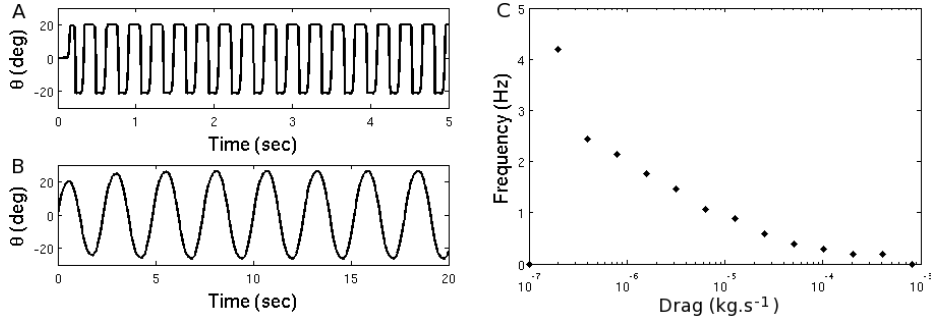 A
θ (deg)
20
0
-20
0 1 2 3 4 5
Time (sec)
B
θ (deg)
20
0
-20
0 5 10 15 20
Time (sec)
C
Frequency (Hz)
5
4
3
2
1
0
10⁻⁷ 10⁻⁶ 10⁻⁵ 10⁻⁴ 10⁻³
Drag (kg.s⁻¹)